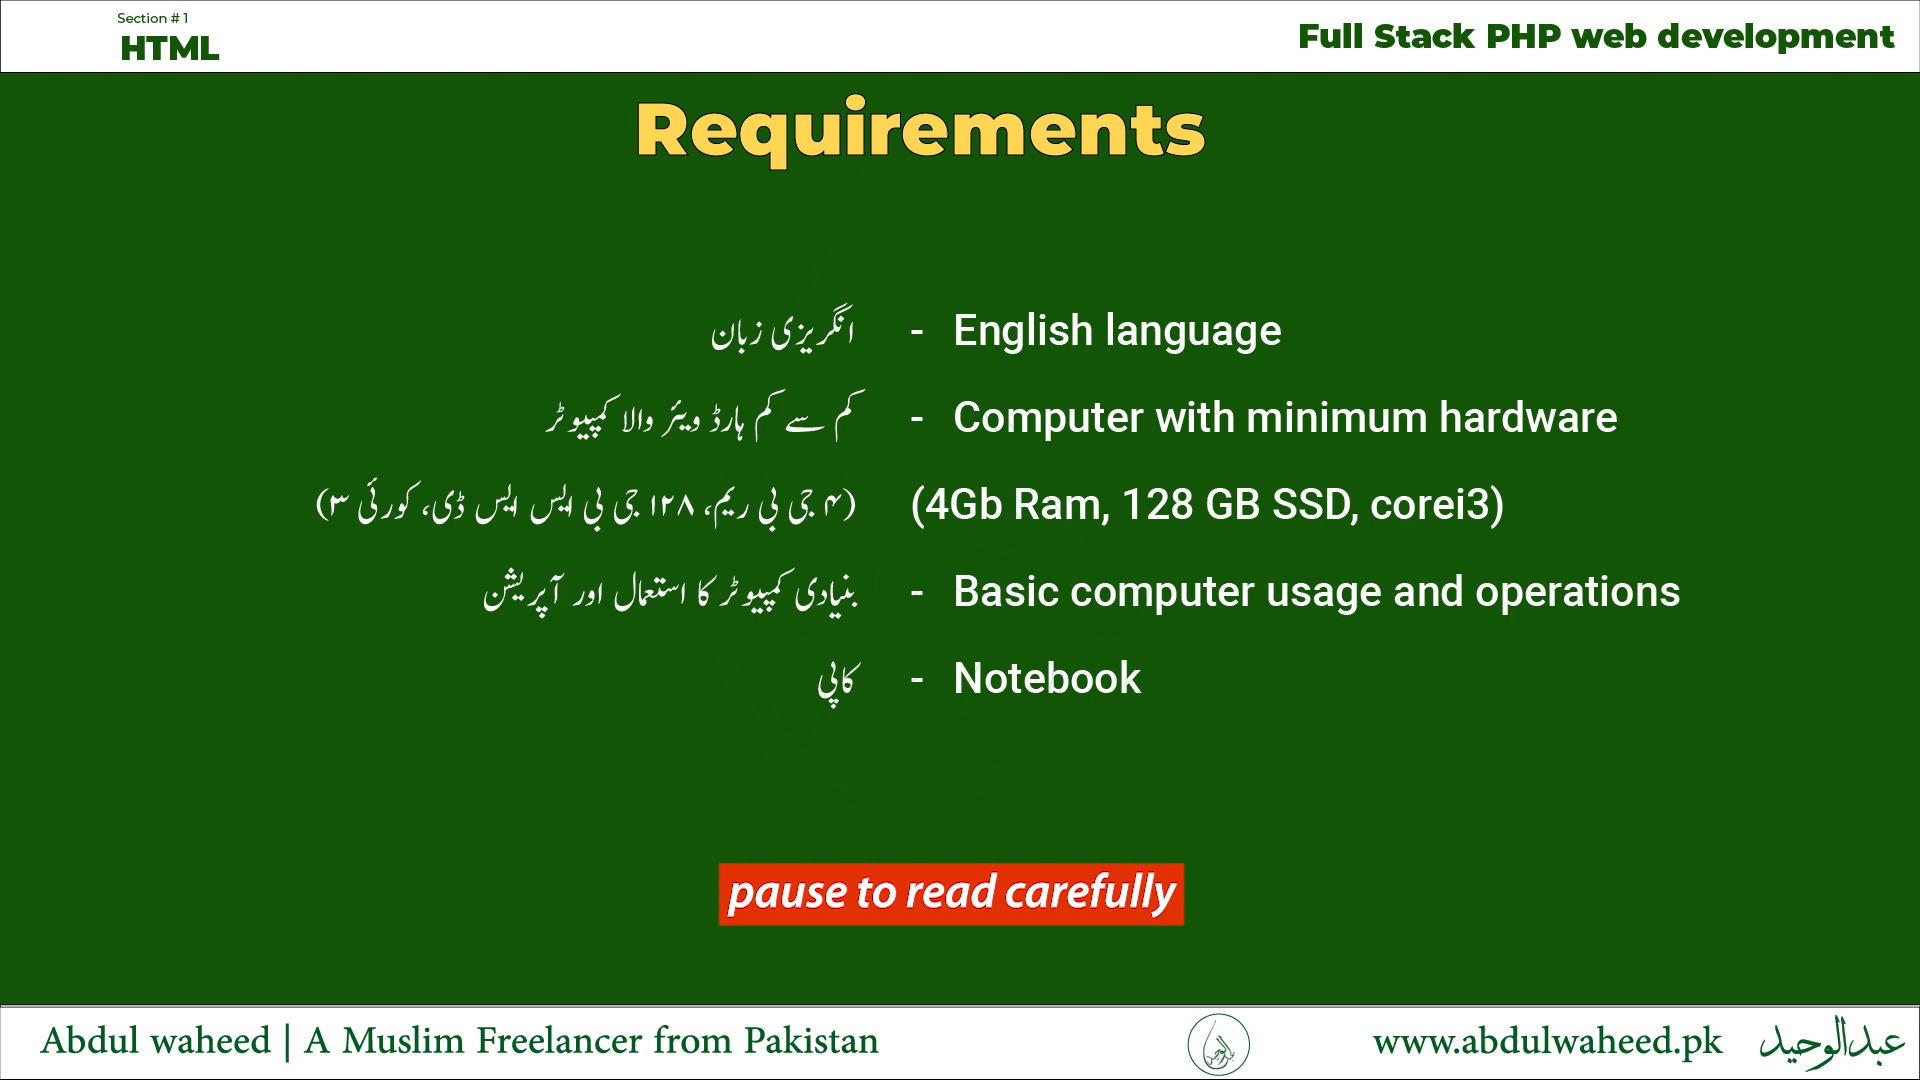 Section # 1
HTML
Full Stack PHP web development
Requirements
انگریزی زبان - English language
کم سے کم ہارڈ ویئر والا کمپیوٹر - Computer with minimum hardware
(۴ جی بی ریم، ۱۲۸ جی بی ایس ایس ڈی، کورئی ۳) (4Gb Ram, 128 GB SSD, corei3)
بنیادی کمپیوٹر کا استعمال اور آپریشن - Basic computer usage and operations
کاپی - Notebook
pause to read carefully
Abdul waheed | A Muslim Freelancer from Pakistan
www.abdulwaheed.pk
عبدالوحید